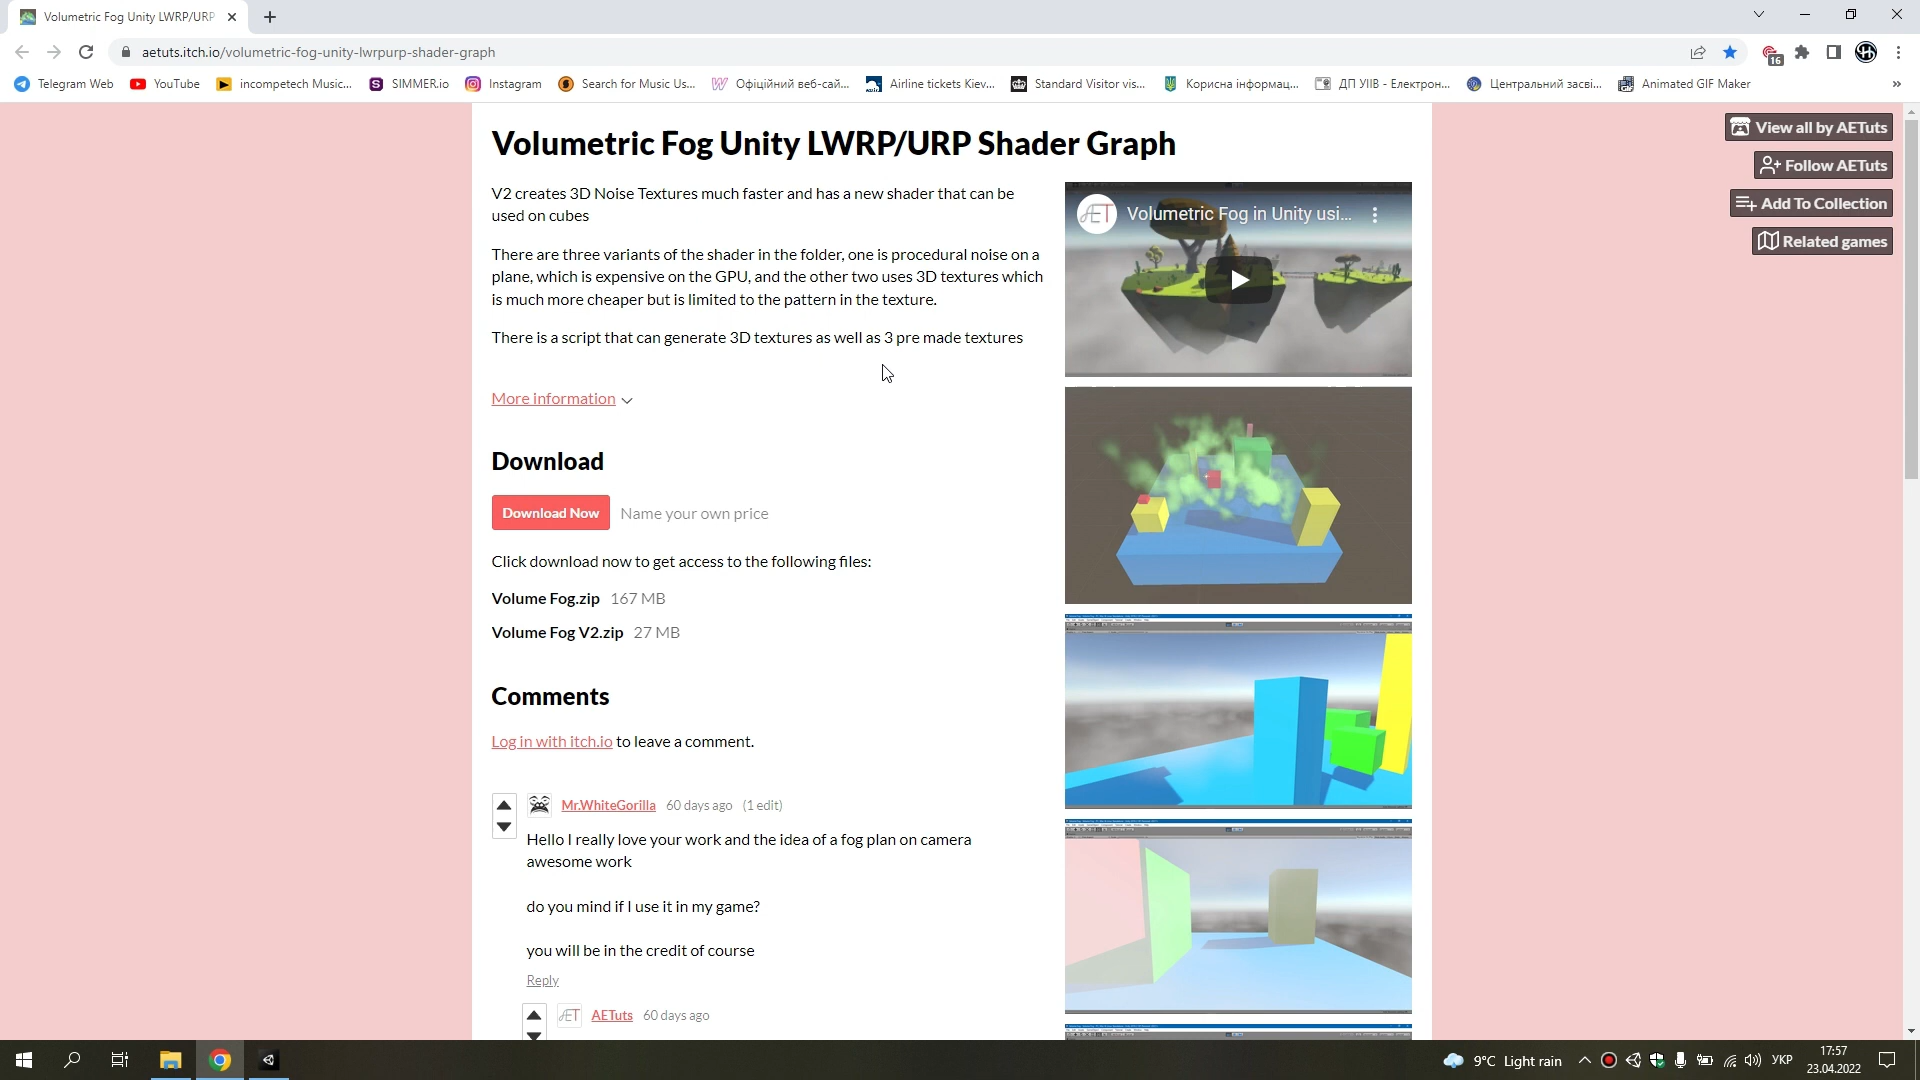 Volumetric Fog Unity LWRP/URP
aetuts.itch.io/volumetric-fog-unity-lwrpurp-shader-graph
16
Telegram Web
YouTube
incompetech Music...
SIMMER.io
Instagram
Search for Music Us...
Офіційний веб-сай...
Airline tickets Kiev...
Standard Visitor vis...
Корисна інформац...
ДП УІІВ - Електрон...
Центральний засві...
Animated GIF Maker
»
Volumetric Fog Unity LWRP/URP Shader Graph
View all by AETuts
Follow AETuts
Add To Collection
Related games
V2 creates 3D Noise Textures much faster and has a new shader that can be
used on cubes
There are three variants of the shader in the folder, one is procedural noise on a
plane, which is expensive on the GPU, and the other two uses 3D textures which
is much more cheaper but is limited to the pattern in the texture.
There is a script that can generate 3D textures as well as 3 pre made textures
AET
Volumetric Fog in Unity usi...
More information
Download
Download Now
Name your own price
Click download now to get access to the following files:
Volume Fog.zip 167 MB
Volume Fog V2.zip 27 MB
Comments
Log in with itch.io to leave a comment.
Mr.WhiteGorilla 60 days ago (1 edit)
Hello I really love your work and the idea of a fog plan on camera
awesome work
do you mind if I use it in my game?
you will be in the credit of course
Reply
AET
AETuts 60 days ago
9°C Light rain
УКР
17:57
23.04.2022